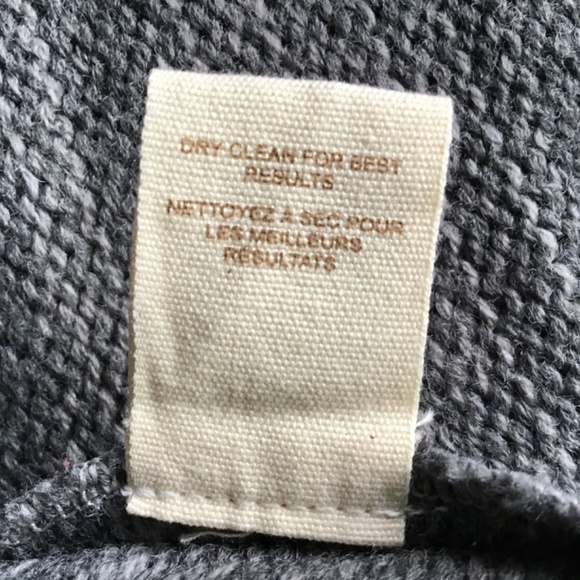 DRY CLEAN FOR BEST
RESULTS
NETTOYEZ A SEC POUR
LES MEILLEURS
RÉSULTATS